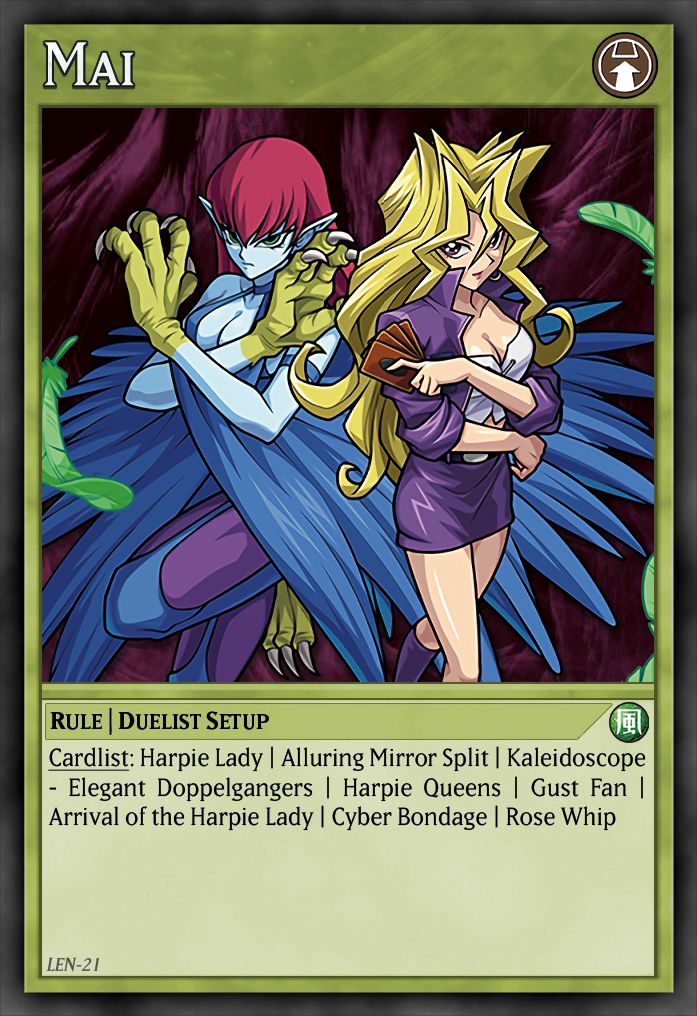 Mai
Rule | Duelist Setup
風
Cardlist: Harpie Lady | Alluring Mirror Split | Kaleidoscope
- Elegant Doppelgangers | Harpie Queens | Gust Fan |
Arrival of the Harpie Lady | Cyber Bondage | Rose Whip
LEN-21